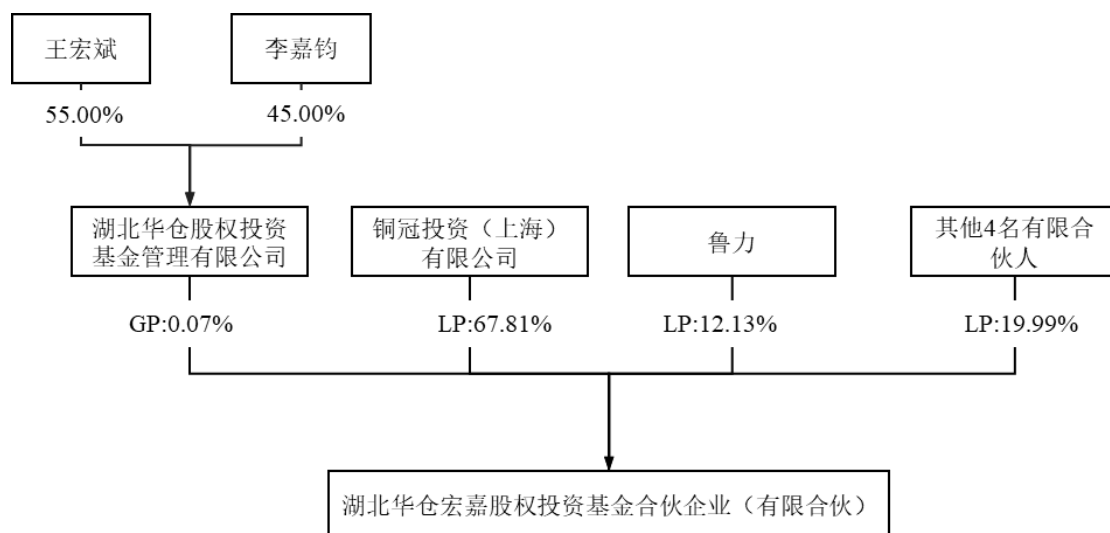 王宏斌
李嘉钧
55.00%
45.00%
湖北华仓股权投资
基金管理有限公司
铜冠投资（上海）
有限公司
鲁力
其他4名有限合
伙人
GP:0.07%
LP:67.81%
LP:12.13%
LP:19.99%
湖北华仓宏嘉股权投资基金合伙企业（有限合伙）